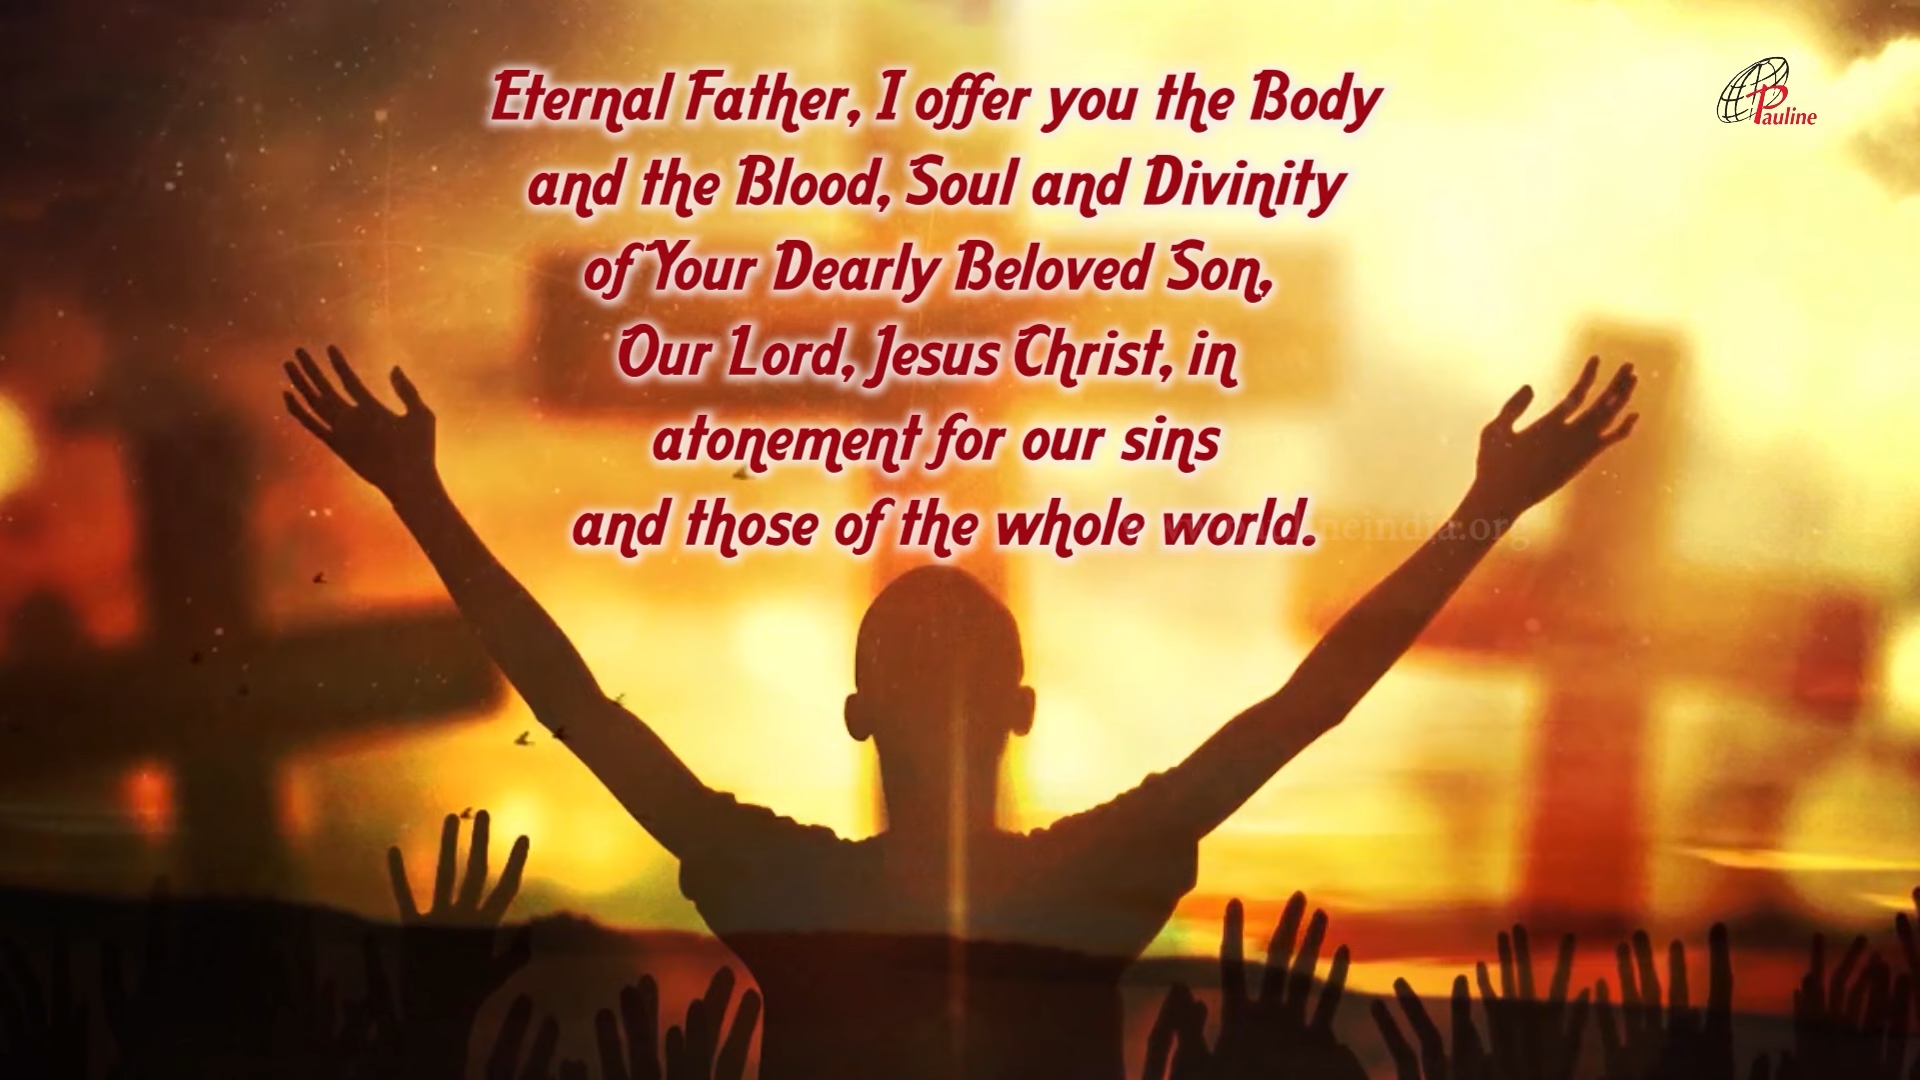 Eternal Father, I offer you the Body
and the Blood, Soul and Divinity
of Your Dearly Beloved Son,
Our Lord, Jesus Christ, in
atonement for our sins
and those of the whole world.
Pauline